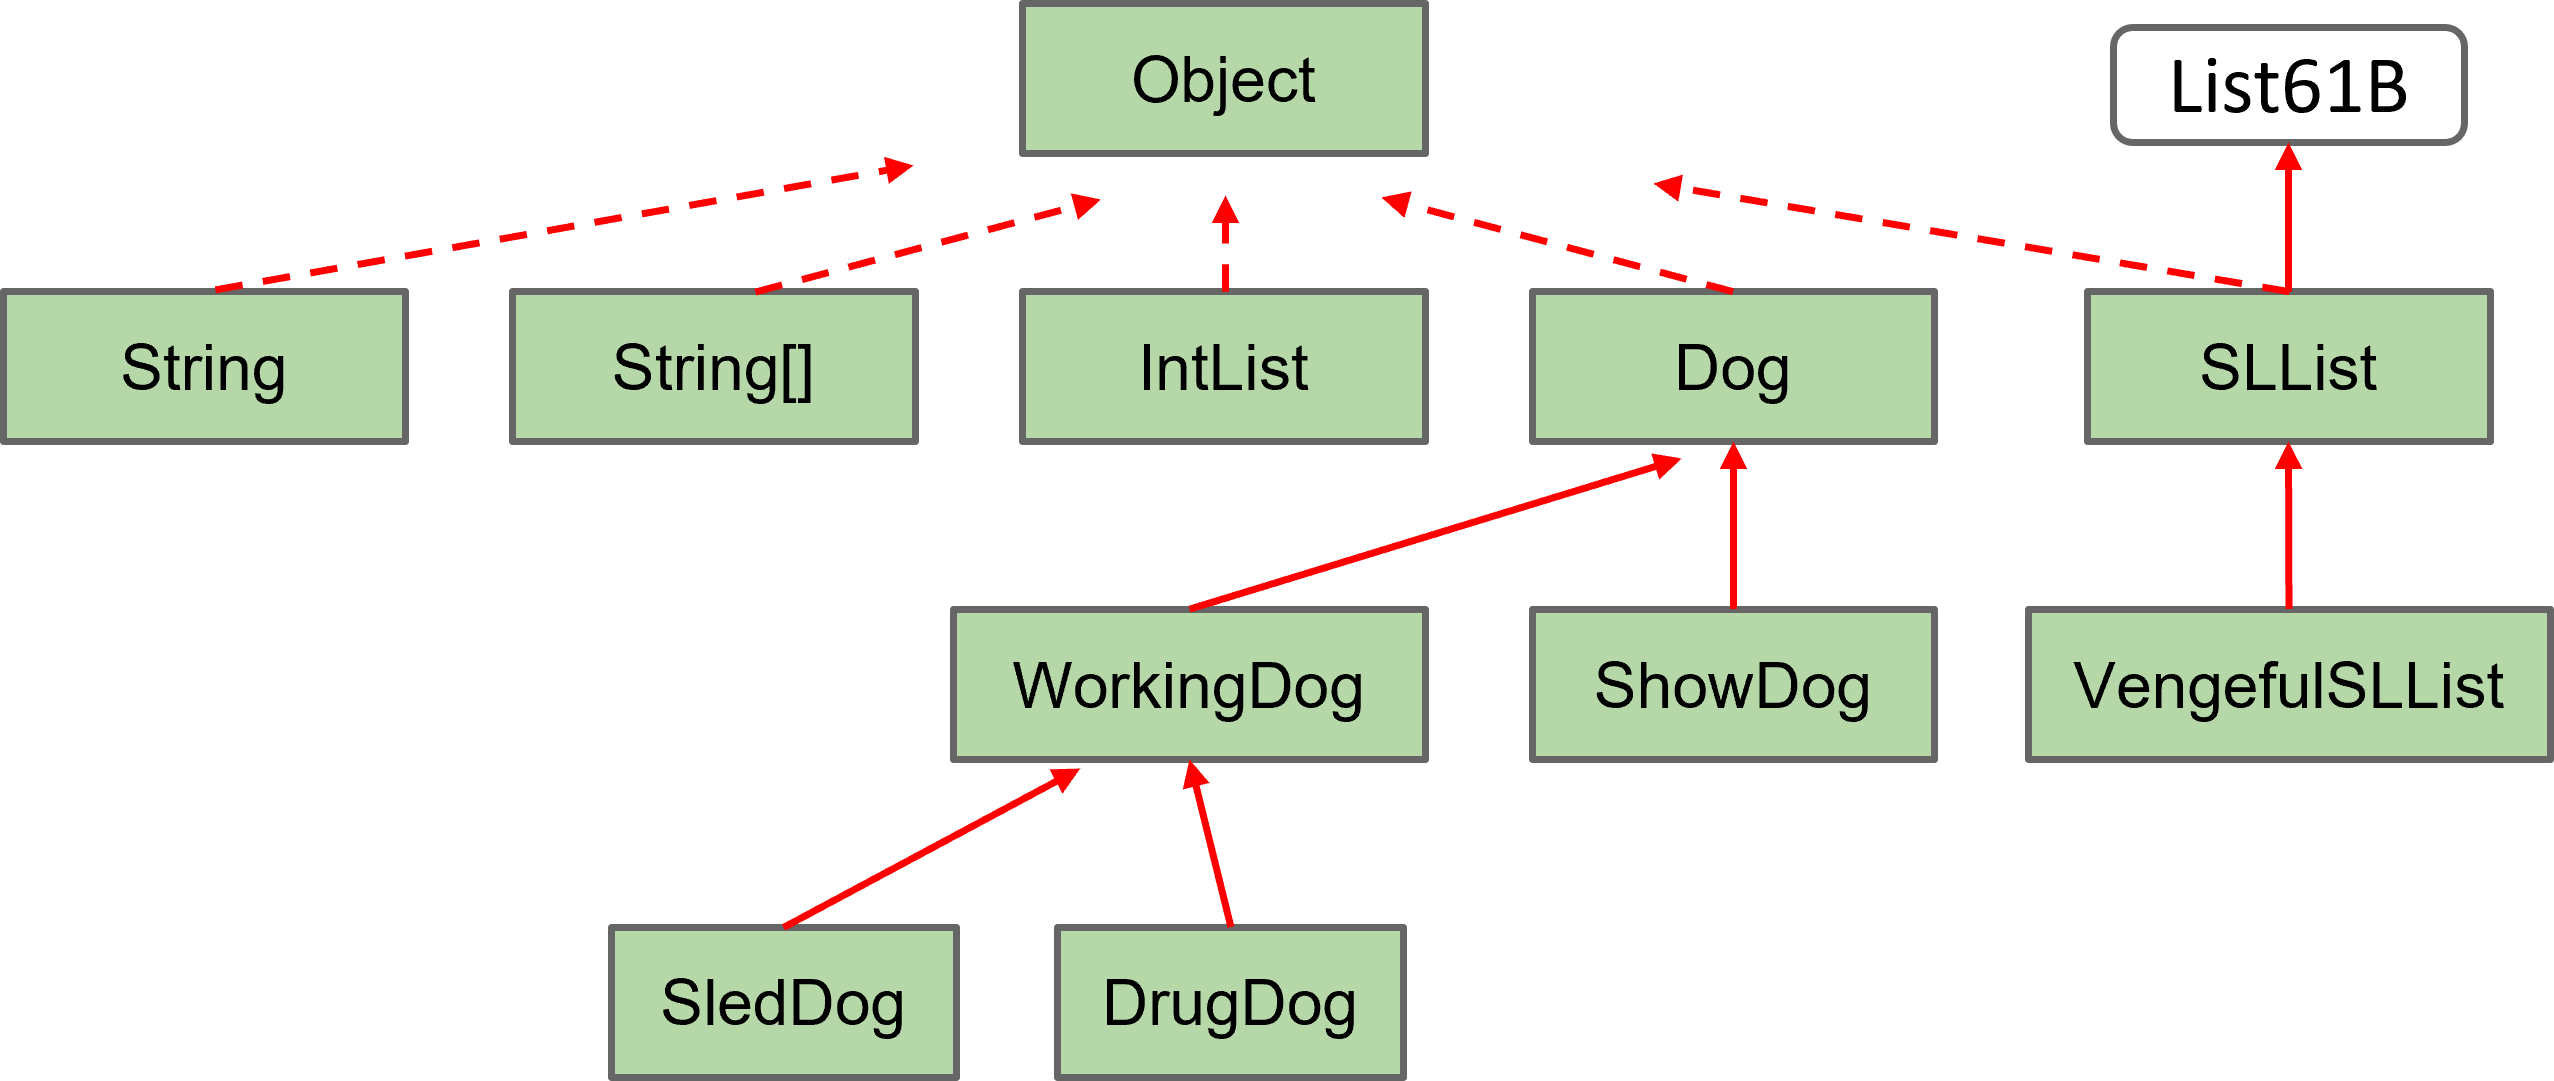 Object
List61B
String
String[]
IntList
Dog
SLList
WorkingDog
ShowDog
VengefulSLList
SledDog
DrugDog